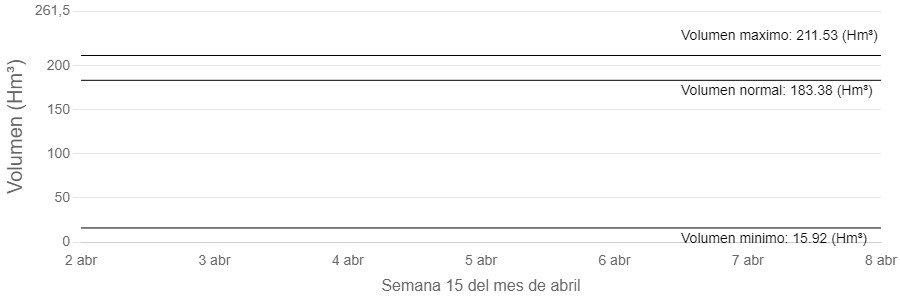 261,5
Volumen maximo: 211.53 (Hm³)
200
Volumen normal: 183.38 (Hm³)
150
Volumen (Hm³)
100
50
Volumen minimo: 15.92 (Hm³)
0
2 abr 3 abr 4 abr 5 abr 6 abr 7 abr 8 abr
Semana 15 del mes de abril